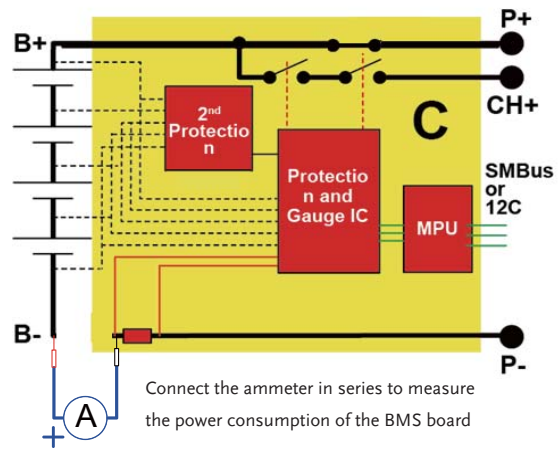 B+
P+
CH+
2nd
Protectio
n
C
Protectio
n and
Gauge IC
MPU
SMBus
or
12C
B-
P-
A
+
Connect the ammeter in series to measure
the power consumption of the BMS board